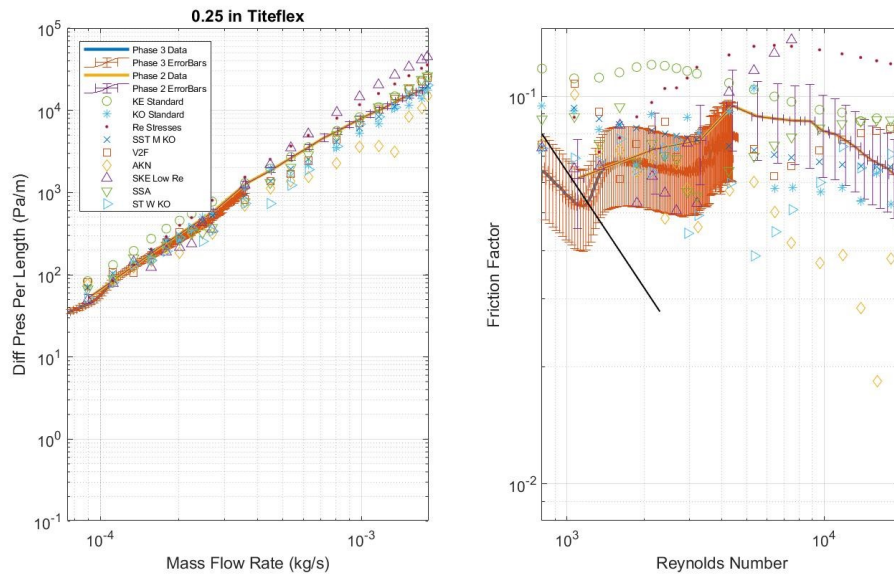 0.25 in Titeflex
10^5
10^4
10^3
10^2
10^1
10^0
10^-1
Diff Pres Per Length (Pa/m)
Phase 3 Data
Phase 3 ErrorBars
Phase 2 Data
Phase 2 ErrorBars
KE Standard
KO Standard
Re Stresses
SST M KO
V2F
AKN
SKE Low Re
SSA
ST W KO
10^-4
10^-3
Mass Flow Rate (kg/s)
10^-1
10^-2
Friction Factor
10^3
10^4
Reynolds Number